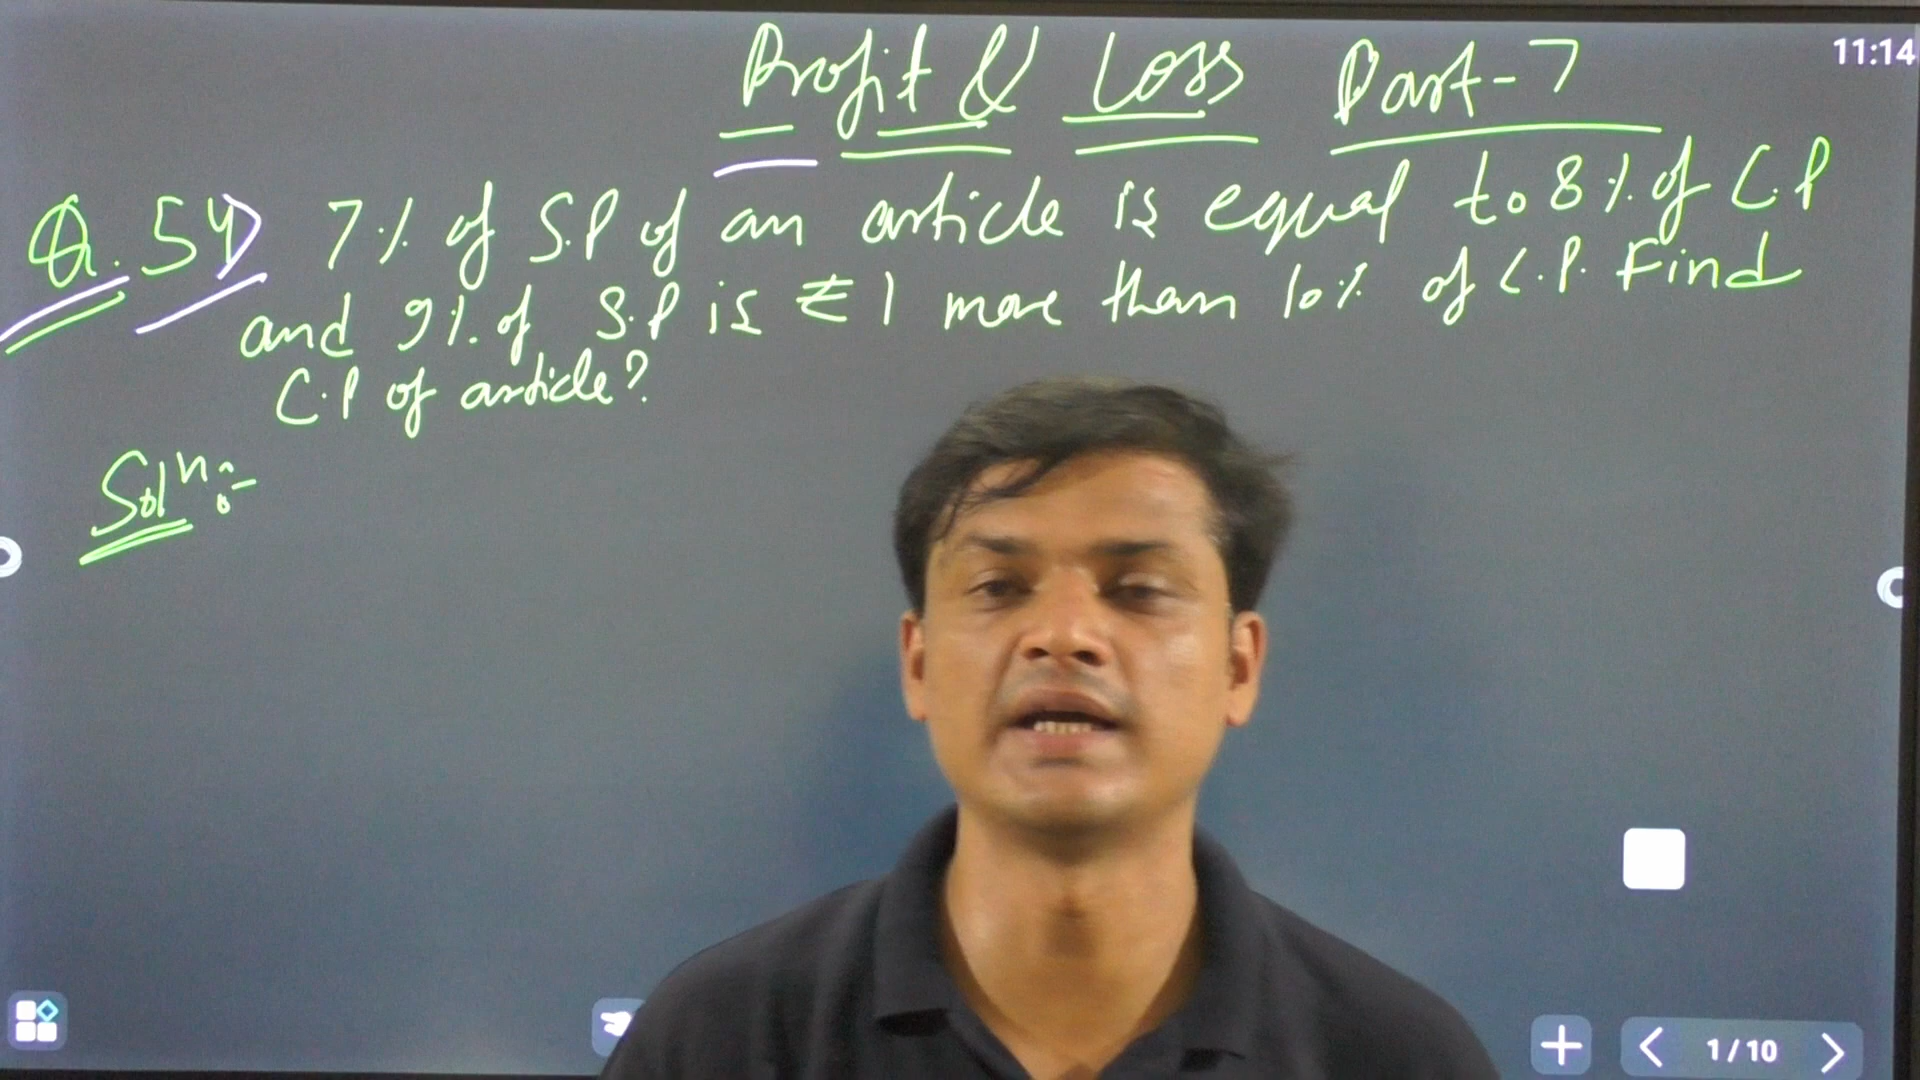 Profit & Loss Part-7
11:14
Q.54) 7% of S.P of an article is equal to 8% of C.P
and 9% of S.P is ₹1 more than 10% of C.P. Find
C.P of article?
Solⁿ:-
1/10